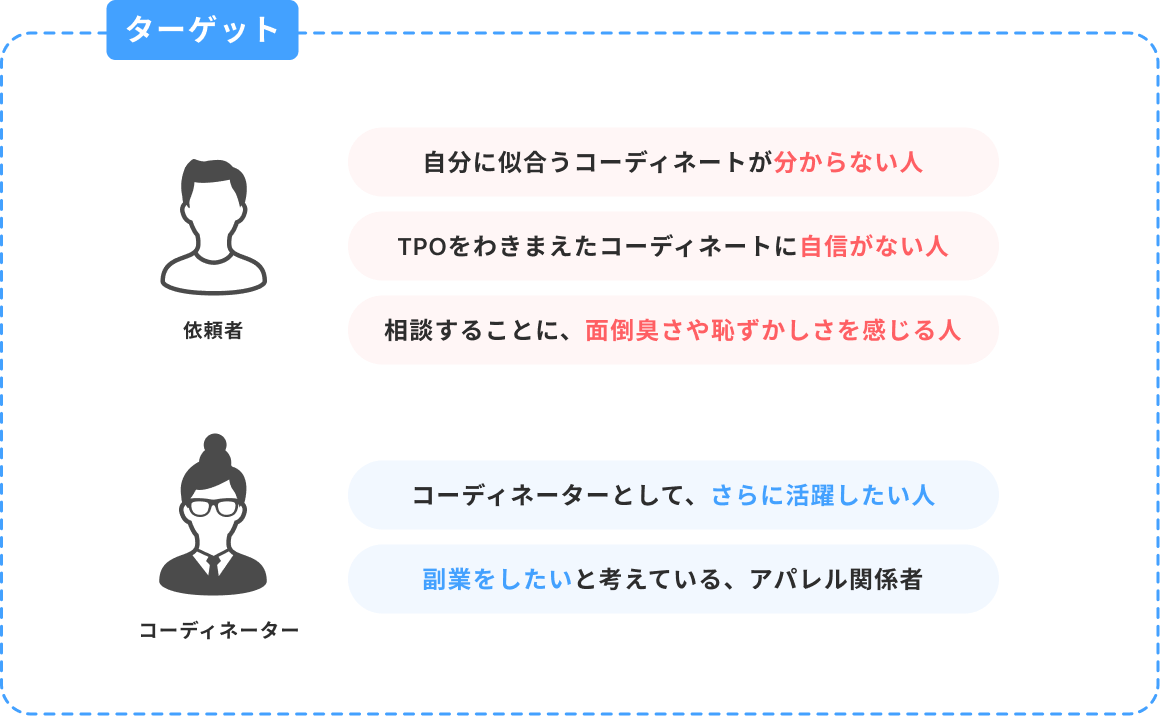 ターゲット
自分に似合うコーディネートが分からない人
TPOをわきまえたコーディネートに自信がない人
相談することに、面倒臭さや恥ずかしさを感じる人
依頼者
コーディネーターとして、さらに活躍したい人
副業をしたいと考えている、アパレル関係者
コーディネーター